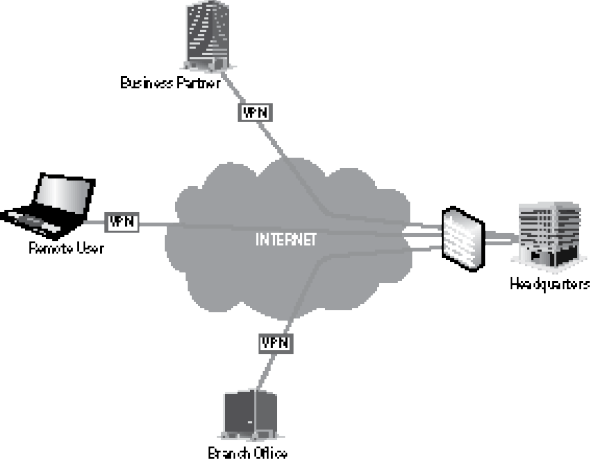 Business Partner
VPN
VPN
Remote User
INTERNET
Headquarters
VPN
Branch Office